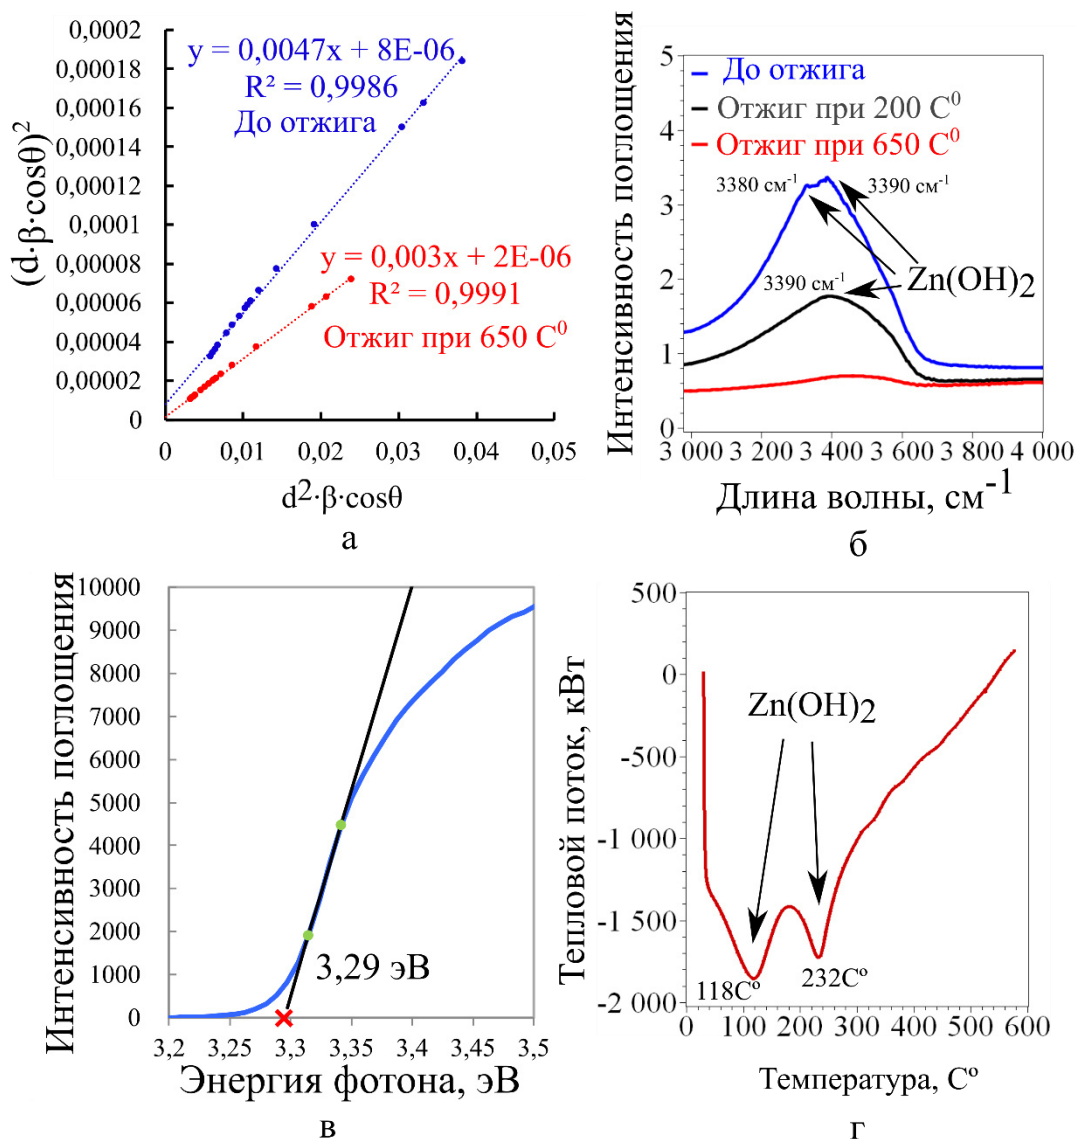 (d·β·cosθ)²
0,0002
0,00018
0,00016
0,00014
0,00012
0,0001
0,00008
0,00006
0,00004
0,00002
0
y = 0,0047x + 8E-06
R² = 0,9986
До отжига
y = 0,003x + 2E-06
R² = 0,9991
Отжиг при 650 C⁰
0 0,01 0,02 0,03 0,04 0,05
d²·β·cosθ
а
Интенсивность поглощения
5
4
3
2
1
0
До отжига
Отжиг при 200 C⁰
Отжиг при 650 C⁰
3380 см⁻¹
3390 см⁻¹
3390 см⁻¹
Zn(OH)₂
3 000 3 200 3 400 3 600 3 800 4 000
Длина волны, см⁻¹
б
Интенсивность поглощения
10000
9000
8000
7000
6000
5000
4000
3000
2000
1000
0
3,29 эВ
3,2 3,25 3,3 3,35 3,4 3,45 3,5
Энергия фотона, эВ
в
Тепловой поток, кВт
500
0
-500
-1 000
-1 500
-2 000
Zn(OH)₂
118Cº
232Cº
0 100 200 300 400 500 600
Температура, Cº
г